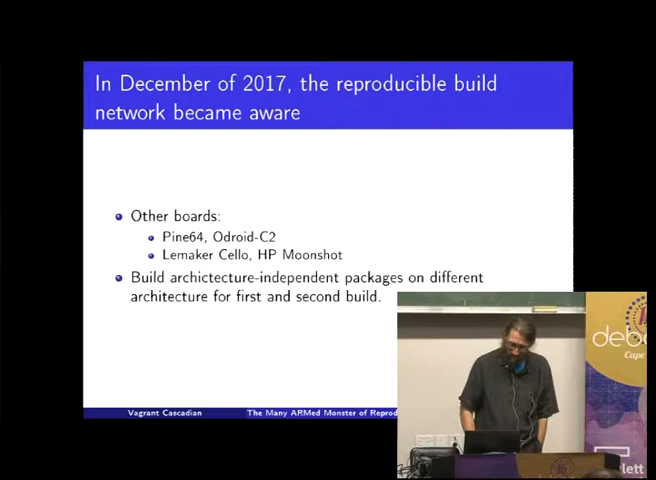 In December of 2017, the reproducible build
network became aware
Other boards:
Pine64, Odroid-C2
Lemaker Cello, HP Moonshot
Build archictecture-independent packages on different
architecture for first and second build.
Vagrant Cascadian The Many ARMed Monster of Reprod
deb
Cape
lett